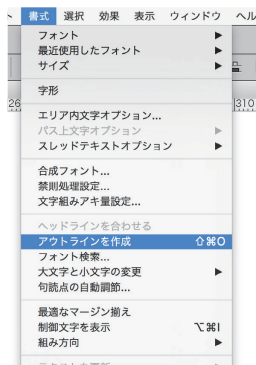 ト 書式 選択 効果 表示 ウィンドウ ヘル
フォント ▶
最近使用したフォント ▶
サイズ ▶
字形
26
310
エリア内文字オプション...
パス上文字オプション ▶
スレッドテキストオプション ▶
合成フォント...
禁則処理設定...
文字組みアキ量設定...
ヘッドラインを合わせる
アウトラインを作成 ⇧⌘O
フォント検索...
大文字と小文字の変更 ▶
句読点の自動調節...
最適なマージン揃え
制御文字を表示 ⌥⌘I
組み方向 ▶